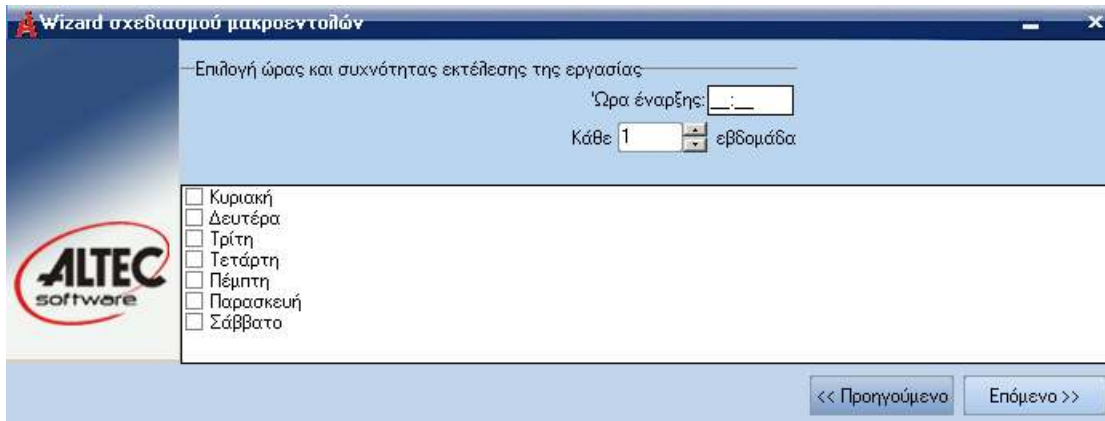 Wizard σχεδιασμού μακροεντολών
Επιλογή ώρας και συχνότητας εκτέλεσης της εργασίας
Ώρα έναρξης: __:__
Κάθε 1 εβδομάδα
Κυριακή
Δευτέρα
Τρίτη
Τετάρτη
Πέμπτη
Παρασκευή
Σάββατο
ALTEC
software
<< Προηγούμενο
Επόμενο >>